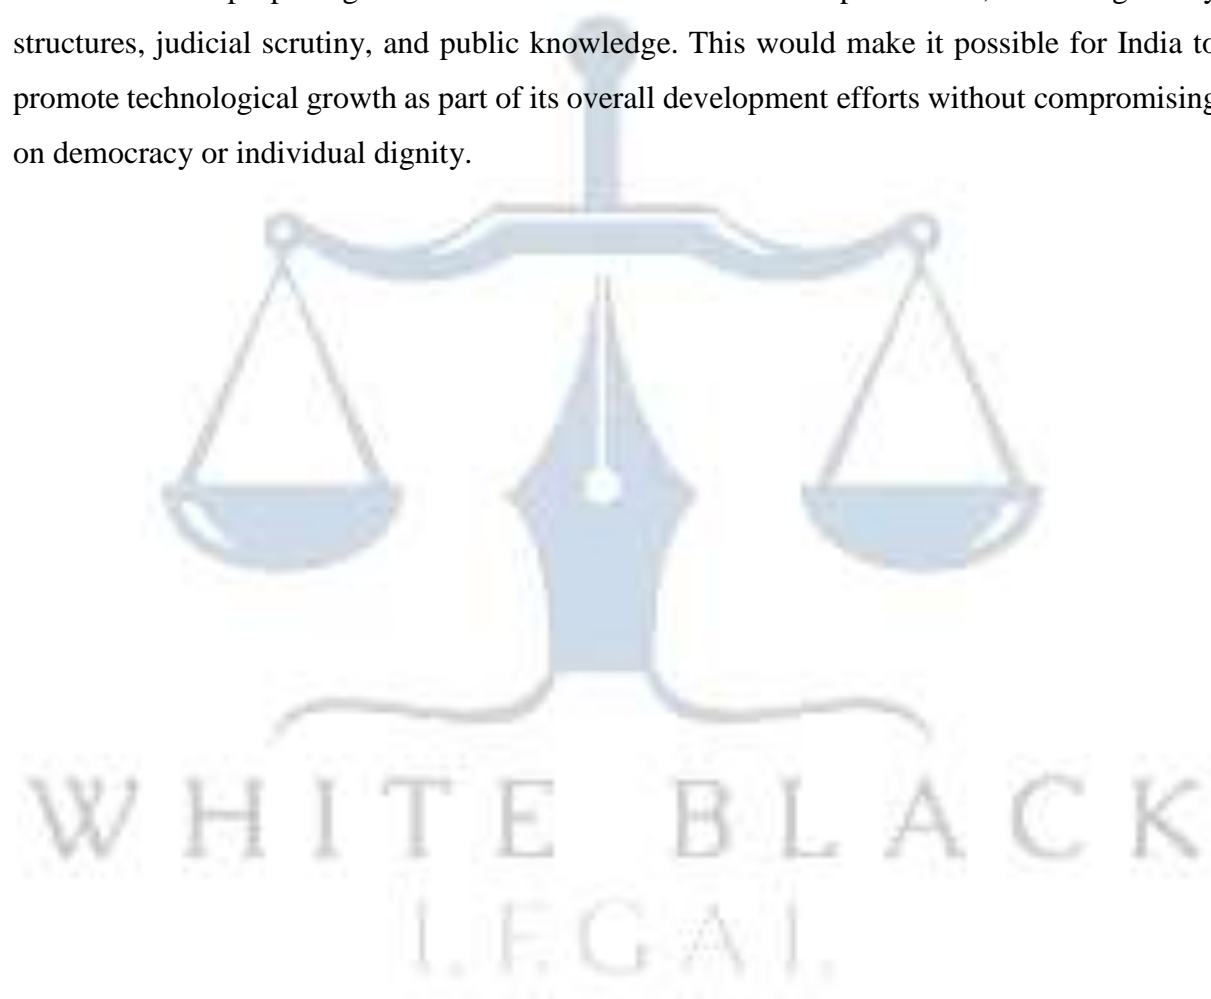 structures, judicial scrutiny, and public knowledge. This would make it possible for India to
promote technological growth as part of its overall development efforts without compromising
on democracy or individual dignity.
WHITE BLACK
LEGAL